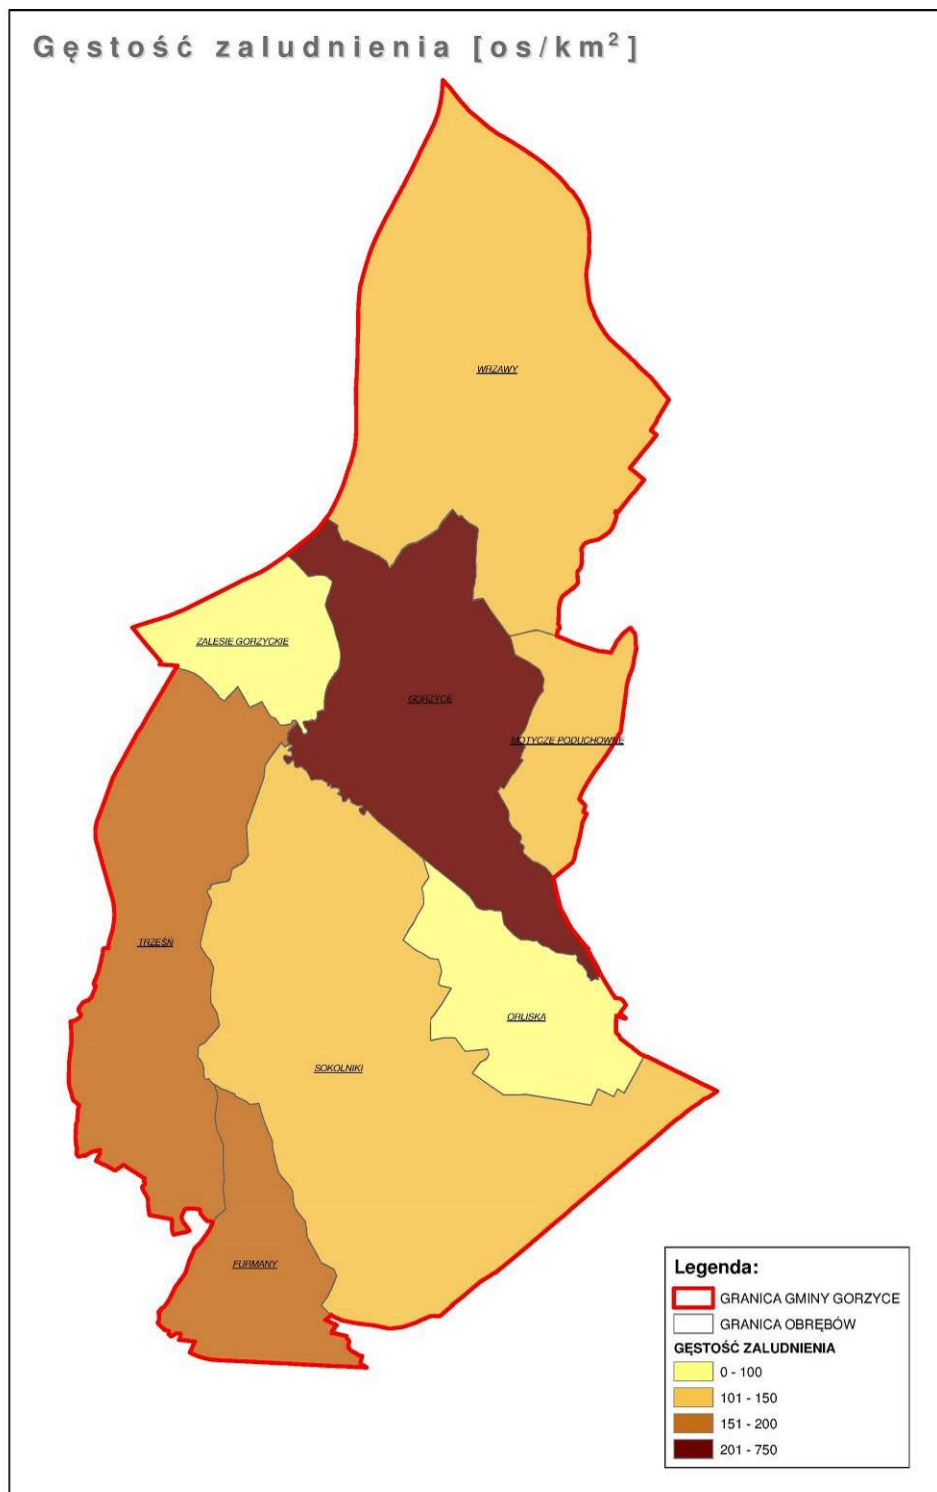 Gęstość zaludnienia [os/km²]
WRZAWY
ZALESIE GORZYCKIE
GORZYCE
MOTYCZE PODUCHOWNE
TRZEŚŃ
ORLISKA
SOKOLNIKI
FURMANY
Legenda:
GRANICA GMINY GORZYCE
GRANICA OBRĘBÓW
GĘSTOŚĆ ZALUDNIENIA
0 - 100
101 - 150
151 - 200
201 - 750